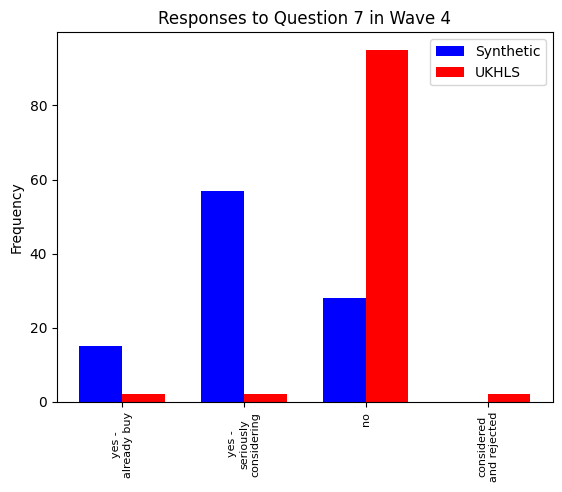 Responses to Question 7 in Wave 4
Synthetic
UKHLS
Frequency
80
60
40
20
0
yes -
already buy
yes -
seriously
considering
no
considered
and rejected